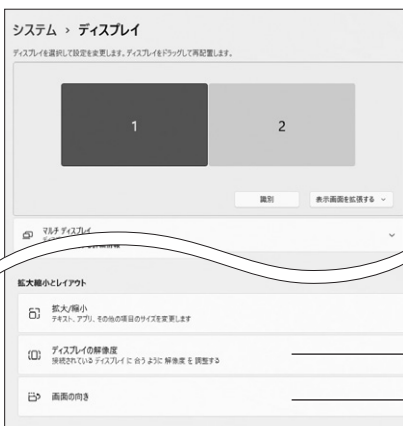 システム › ディスプレイ
ディスプレイを選択して設定を変更します。ディスプレイをドラッグして再配置します。
1
2
識別
表示画面を拡張する
マルチ ディスプレイ
拡大縮小とレイアウト
拡大/縮小
テキスト、アプリ、その他の項目のサイズを変更します
ディスプレイの解像度
接続されている ディスプレイ に 合う ように 解像度 を 調整する
画面の向き